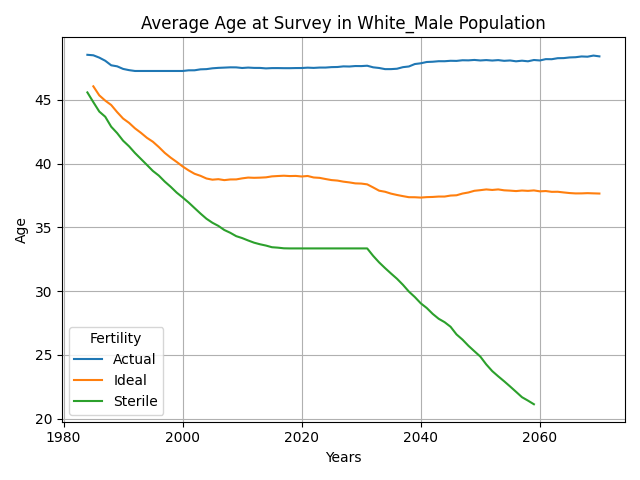 Average Age at Survey in White_Male Population
Age
45
40
35
30
25
20
Fertility
Actual
Ideal
Sterile
1980 2000 2020 2040 2060
Years